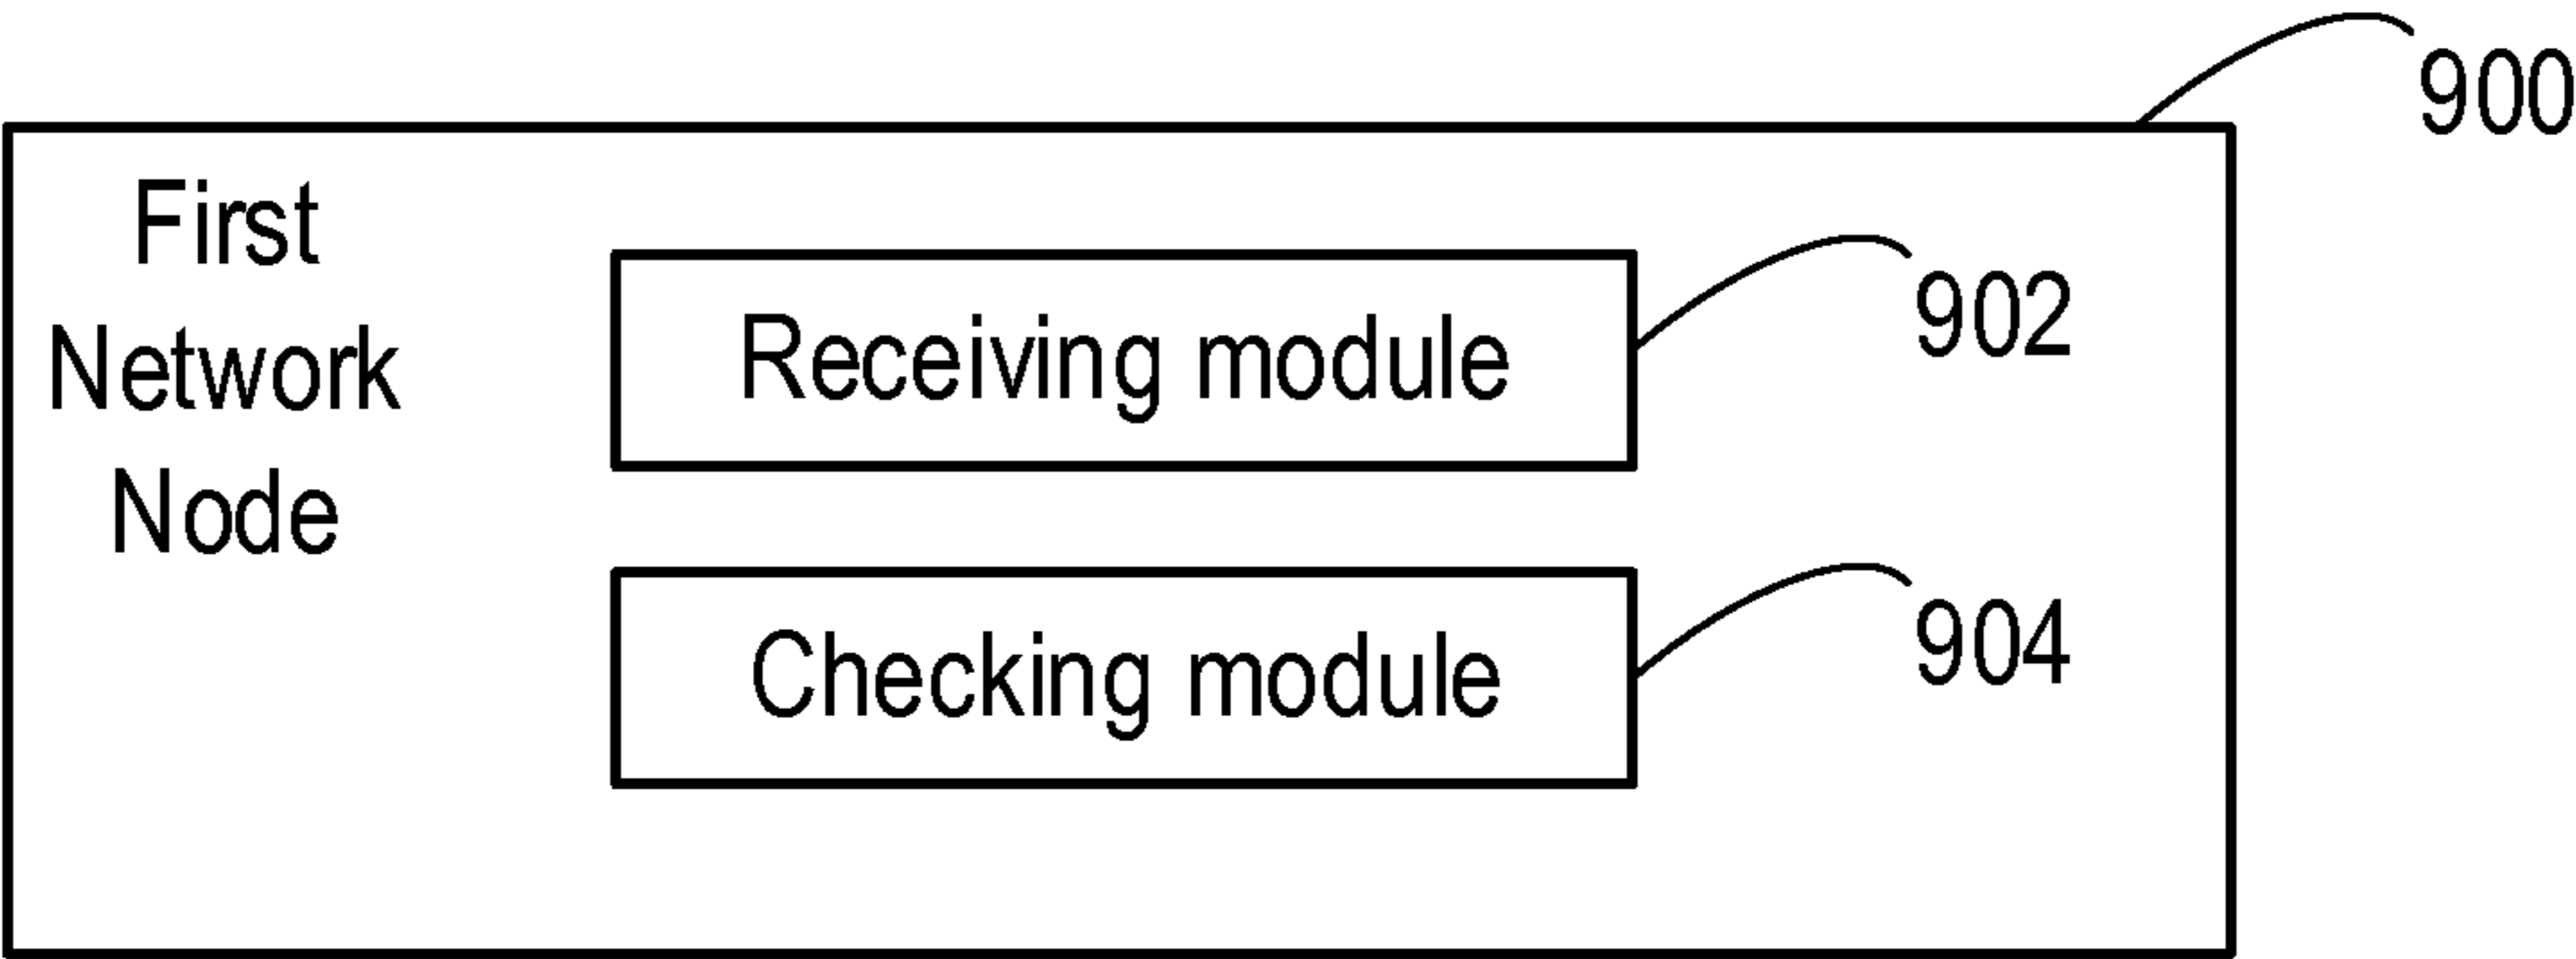 900
First
Network
Node
Receiving module
902
Checking module
904